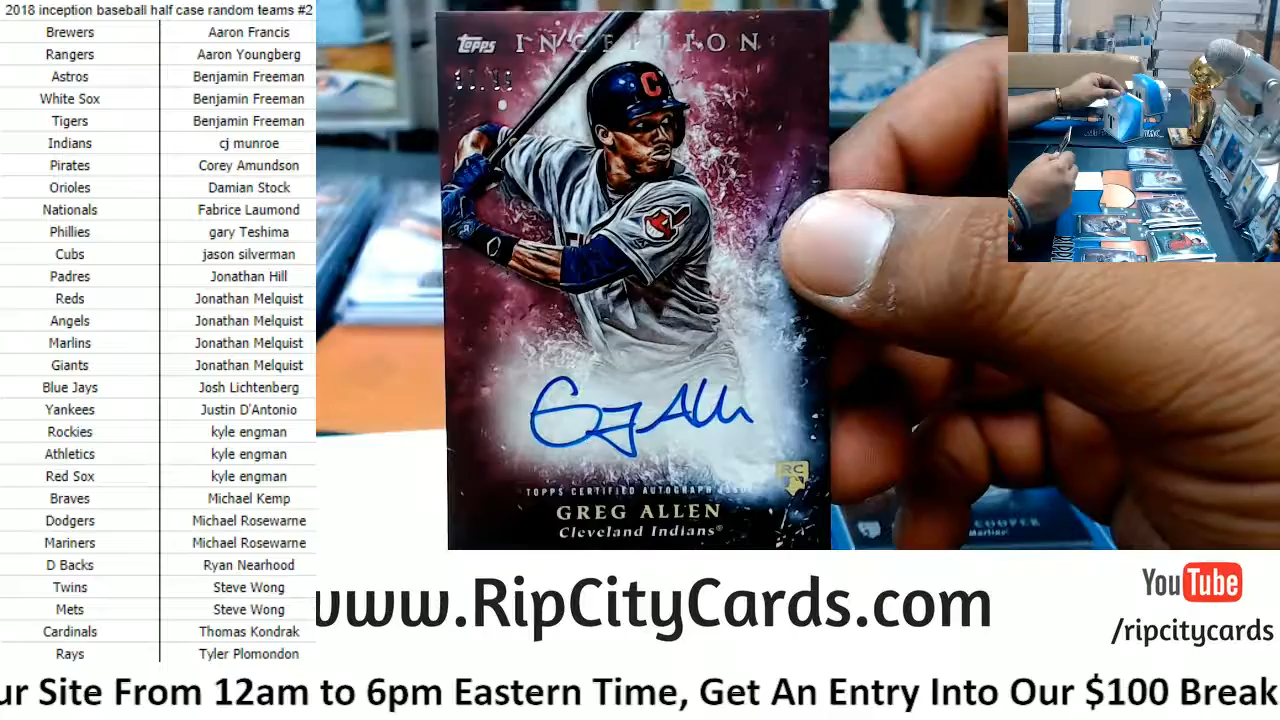 2018 inception baseball half case random teams #2
Brewers Aaron Francis
Rangers Aaron Youngberg
Astros Benjamin Freeman
White Sox Benjamin Freeman
Tigers Benjamin Freeman
Indians cj munroe
Pirates Corey Amundson
Orioles Damian Stock
Nationals Fabrice Laumond
Phillies gary Teshima
Cubs jason silverman
Padres Jonathan Hill
Reds Jonathan Melquist
Angels Jonathan Melquist
Marlins Jonathan Melquist
Giants Jonathan Melquist
Blue Jays Josh Lichtenberg
Yankees Justin D'Antonio
Rockies kyle engman
Athletics kyle engman
Red Sox kyle engman
Braves Michael Kemp
Dodgers Michael Rosewarne
Mariners Michael Rosewarne
D Backs Ryan Nearhood
Twins Steve Wong
Mets Steve Wong
Cardinals Thomas Kondrak
Rays Tyler Plomondon
Topps INCEPTION
C
Greg Allen
RC
TOPPS CERTIFIED AUTOGRAPH ISSUE
GREG ALLEN
Cleveland Indians®
COOPER
Marlins
www.RipCityCards.com
YouTube
/ripcitycards
ur Site From 12am to 6pm Eastern Time, Get An Entry Into Our $100 Break